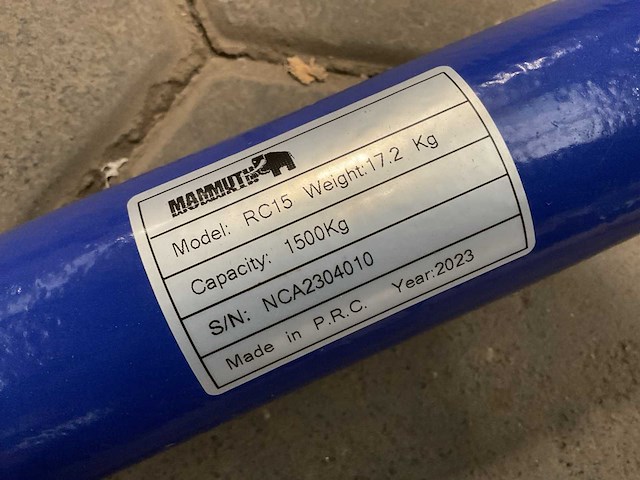 MAMMUTH
Model: RC15 Weight:17.2 Kg
Capacity: 1500Kg
S/N: NCA2304010
Made in P.R.C. Year:2023